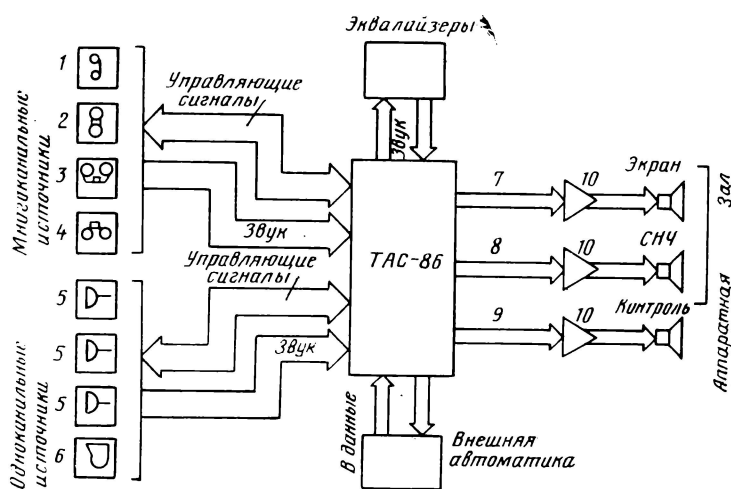 Эквалайзеры
1
2
3
4
5
5
5
6
Многоканальные
источники
Одноканильные
источники
Управляющие
сигналы
Звук
Управляющие
сигналы
Звук
Звук
ТАС-86
7
8
9
10
10
10
Экран
СНЧ
Контроль
Зал
Аппаратная
В данные
Внешняя
автоматика